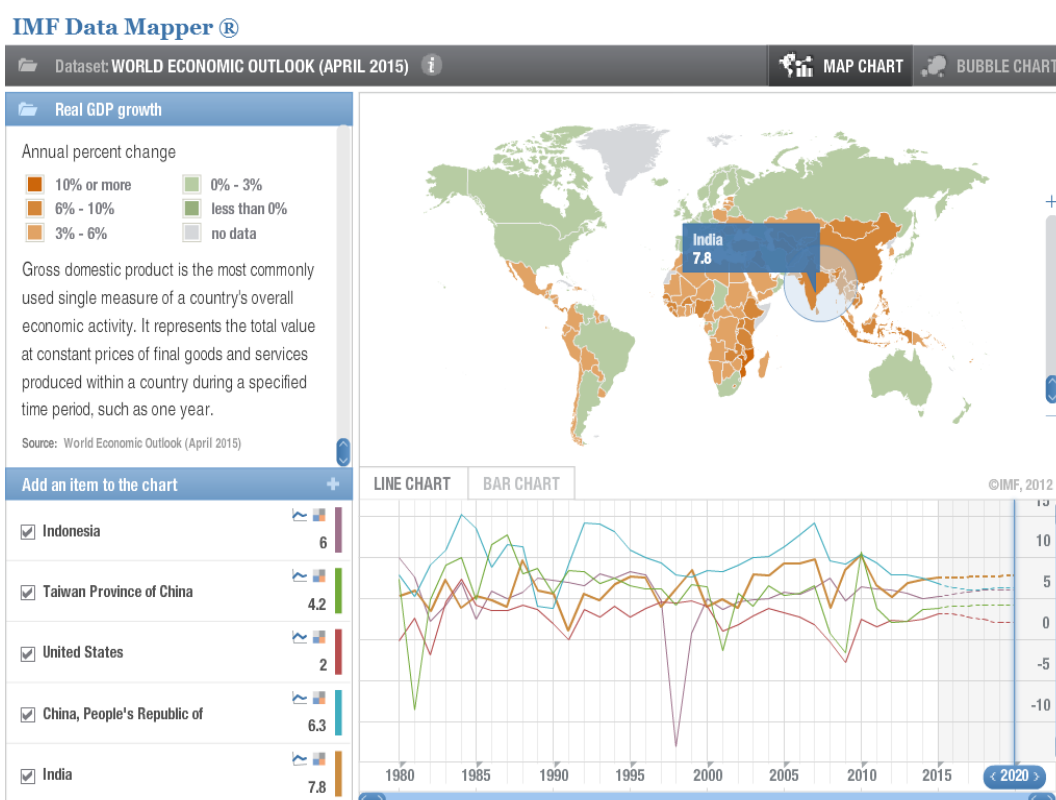 IMF Data Mapper ®
Dataset: WORLD ECONOMIC OUTLOOK (APRIL 2015) i
MAP CHART
BUBBLE CHART
Real GDP growth
Annual percent change
10% or more
0% - 3%
6% - 10%
less than 0%
3% - 6%
no data
Gross domestic product is the most commonly
used single measure of a country's overall
economic activity. It represents the total value
at constant prices of final goods and services
produced within a country during a specified
time period, such as one year.
Source: World Economic Outlook (April 2015)
India
7.8
Add an item to the chart +
Indonesia
6
Taiwan Province of China
4.2
United States
2
China, People's Republic of
6.3
India
7.8
LINE CHART
BAR CHART
©IMF, 2012
15
10
5
0
-5
-10
1980 1985 1990 1995 2000 2005 2010 2015 2020